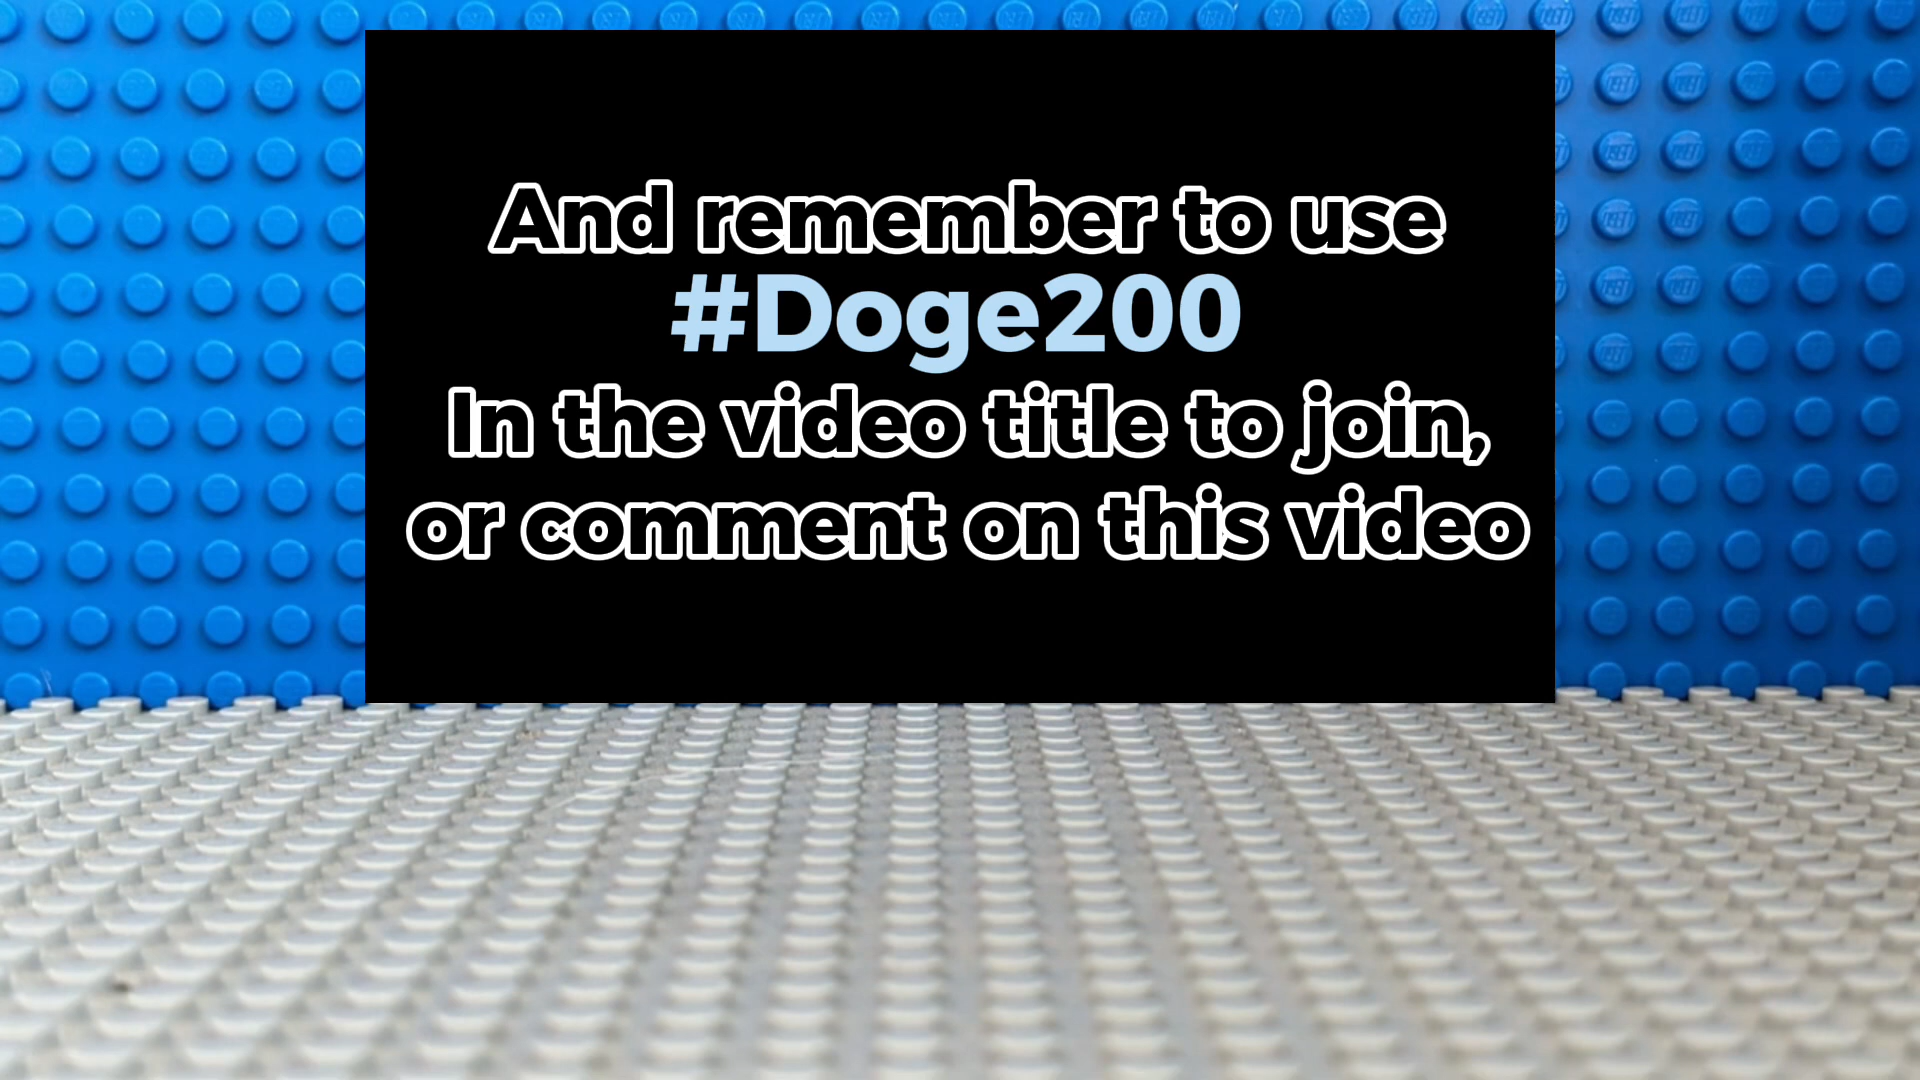 And remember to use
#Doge200
In the video title to join,
or comment on this video